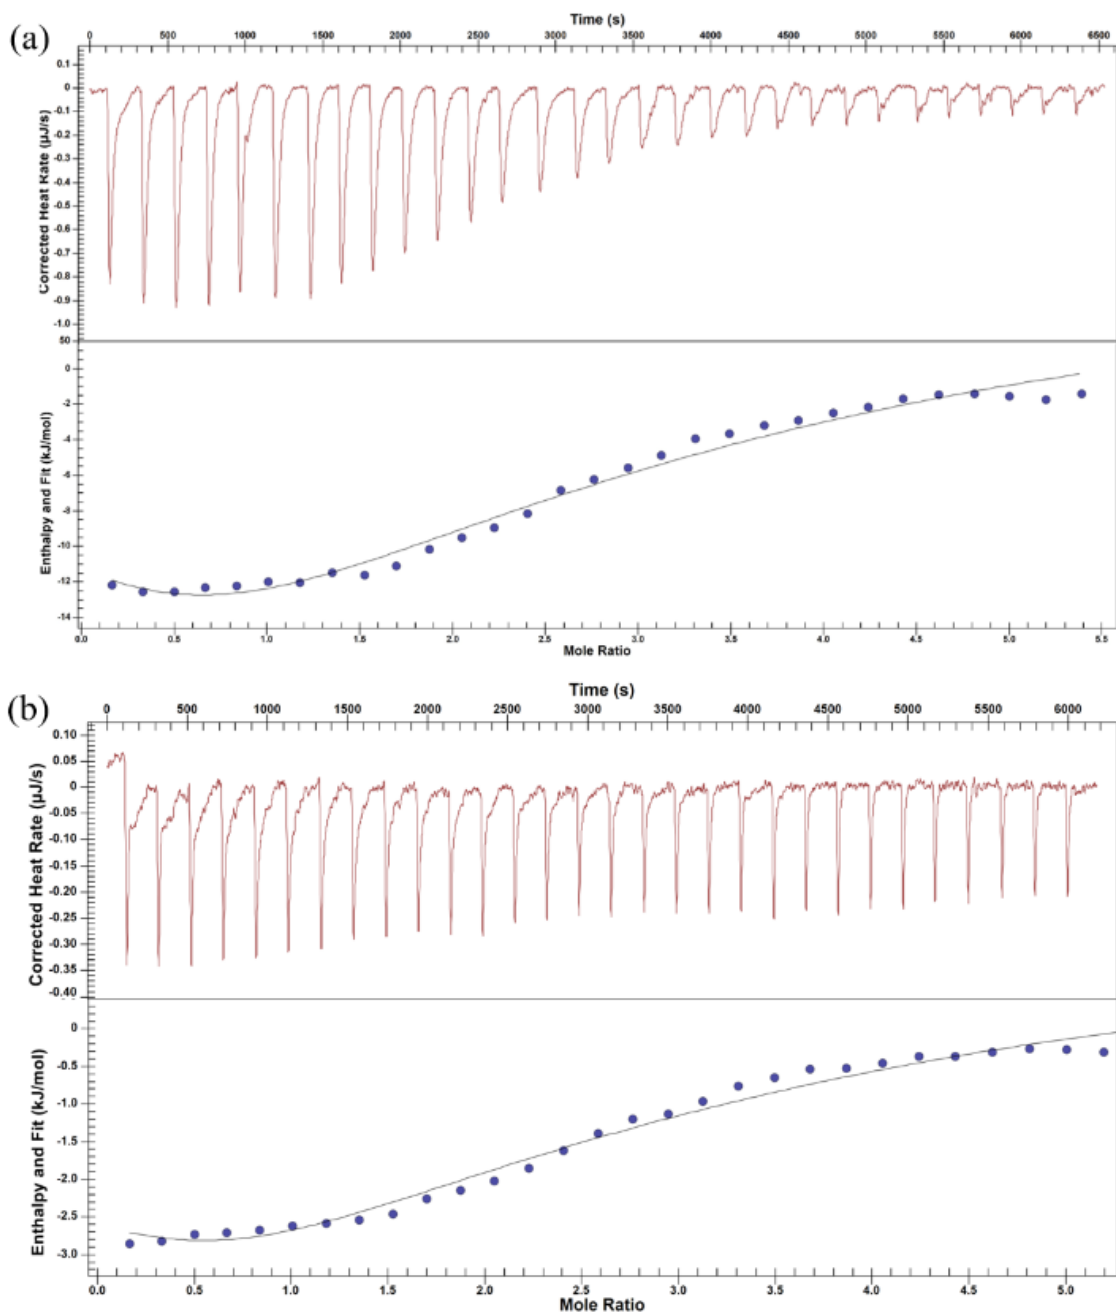 (a)
Time (s)
0 500 1000 1500 2000 2500 3000 3500 4000 4500 5000 5500 6000 6500
Corrected Heat Rate (µJ/s)
0.1
0
-0.1
-0.2
-0.3
-0.4
-0.5
-0.6
-0.7
-0.8
-0.9
-1.0
50
Enthalpy and Fit (kJ/mol)
0
-2
-4
-6
-8
-10
-12
-14
0.0 0.5 1.0 1.5 2.0 2.5 3.0 3.5 4.0 4.5 5.0 5.5
Mole Ratio
(b)
Time (s)
0 500 1000 1500 2000 2500 3000 3500 4000 4500 5000 5500 6000
Corrected Heat Rate (µJ/s)
0.10
0.05
0
-0.05
-0.10
-0.15
-0.20
-0.25
-0.30
-0.35
-0.40
Enthalpy and Fit (kJ/mol)
0
-0.5
-1.0
-1.5
-2.0
-2.5
-3.0
0.0 0.5 1.0 1.5 2.0 2.5 3.0 3.5 4.0 4.5 5.0
Mole Ratio